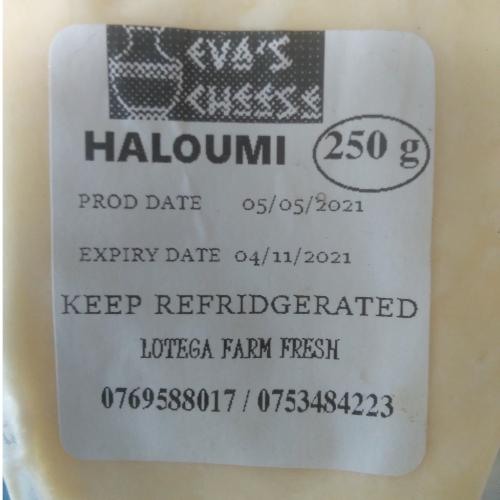 EVA'S
CHEESE
HALOUMI 250 g
PROD DATE 05/05/2021
EXPIRY DATE 04/11/2021
KEEP REFRIDGERATED
LOTEGA FARM FRESH
0769588017 / 0753484223